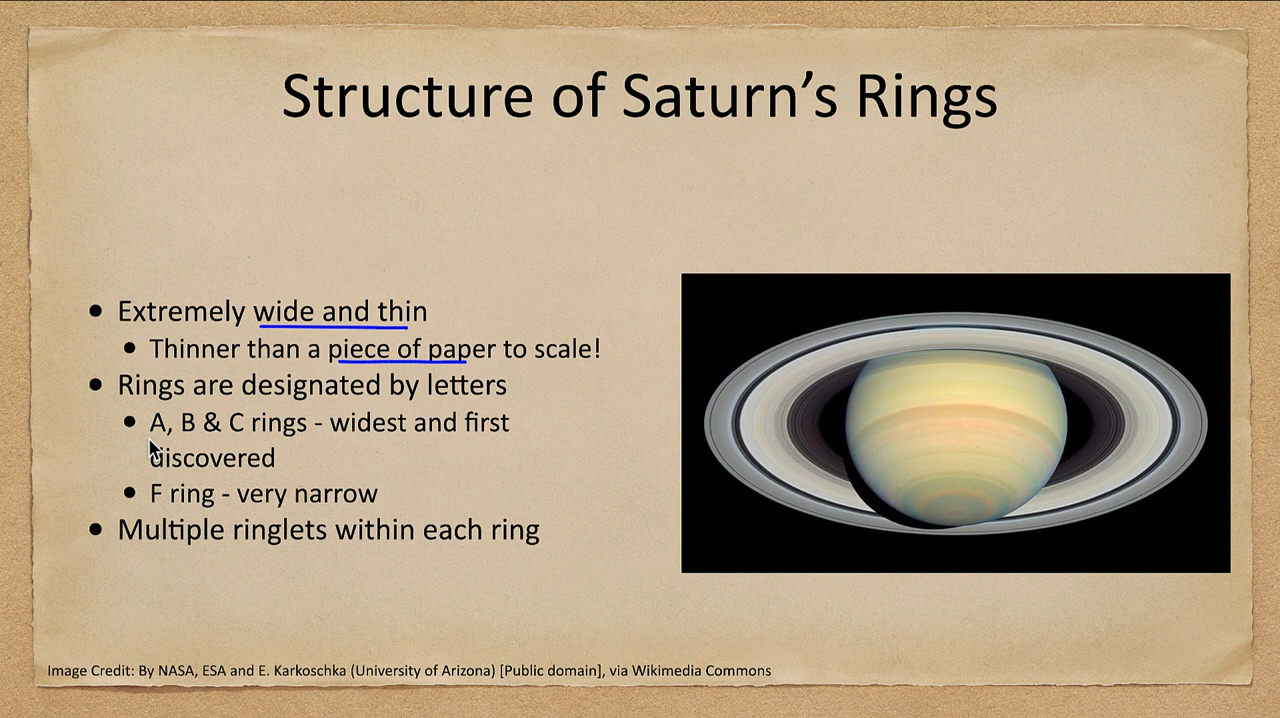 Structure of Saturn’s Rings
• Extremely wide and thin
• Thinner than a piece of paper to scale!
• Rings are designated by letters
• A, B & C rings - widest and first
discovered
• F ring - very narrow
• Multiple ringlets within each ring
Image Credit: By NASA, ESA and E. Karkoschka (University of Arizona) [Public domain], via Wikimedia Commons